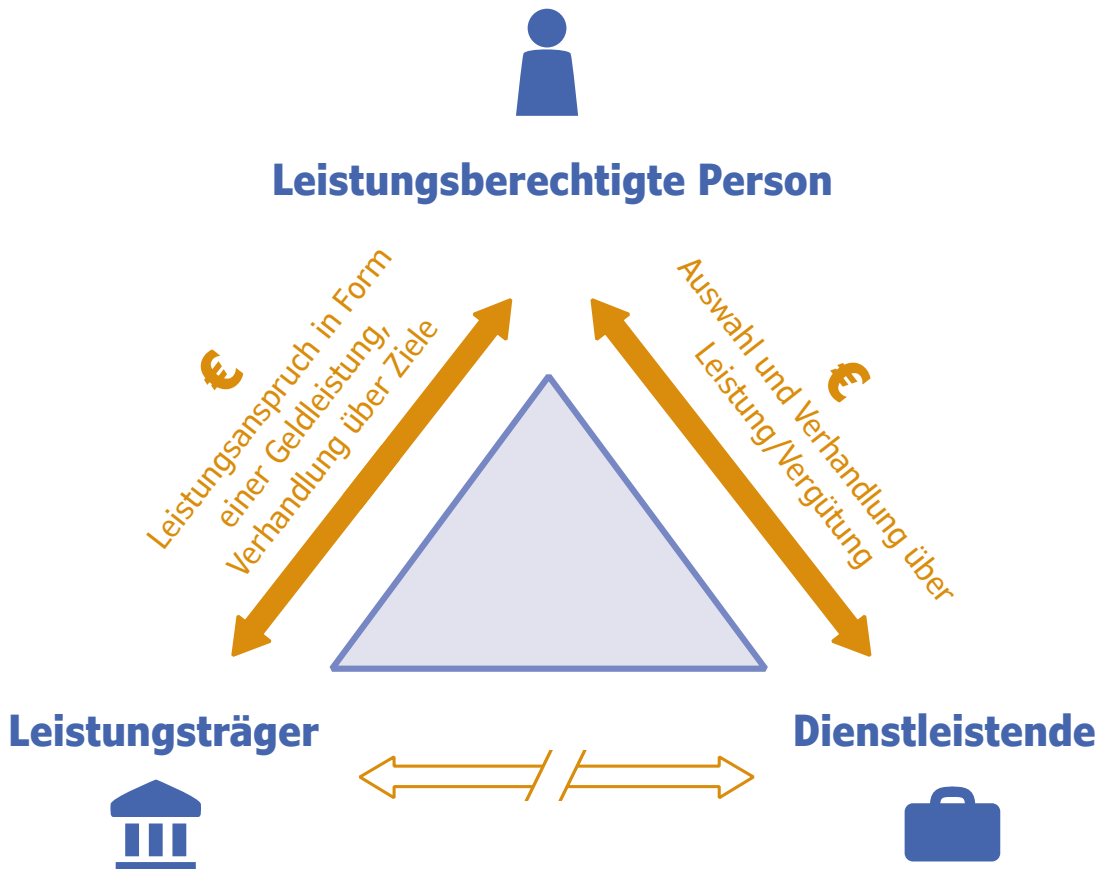 Leistungsberechtigte Person
€
Leistungsanspruch in Form
einer Geldleistung,
Verhandlung über Ziele
€
Auswahl und Verhandlung über
Leistung/Vergütung
Leistungsträger
Dienstleistende